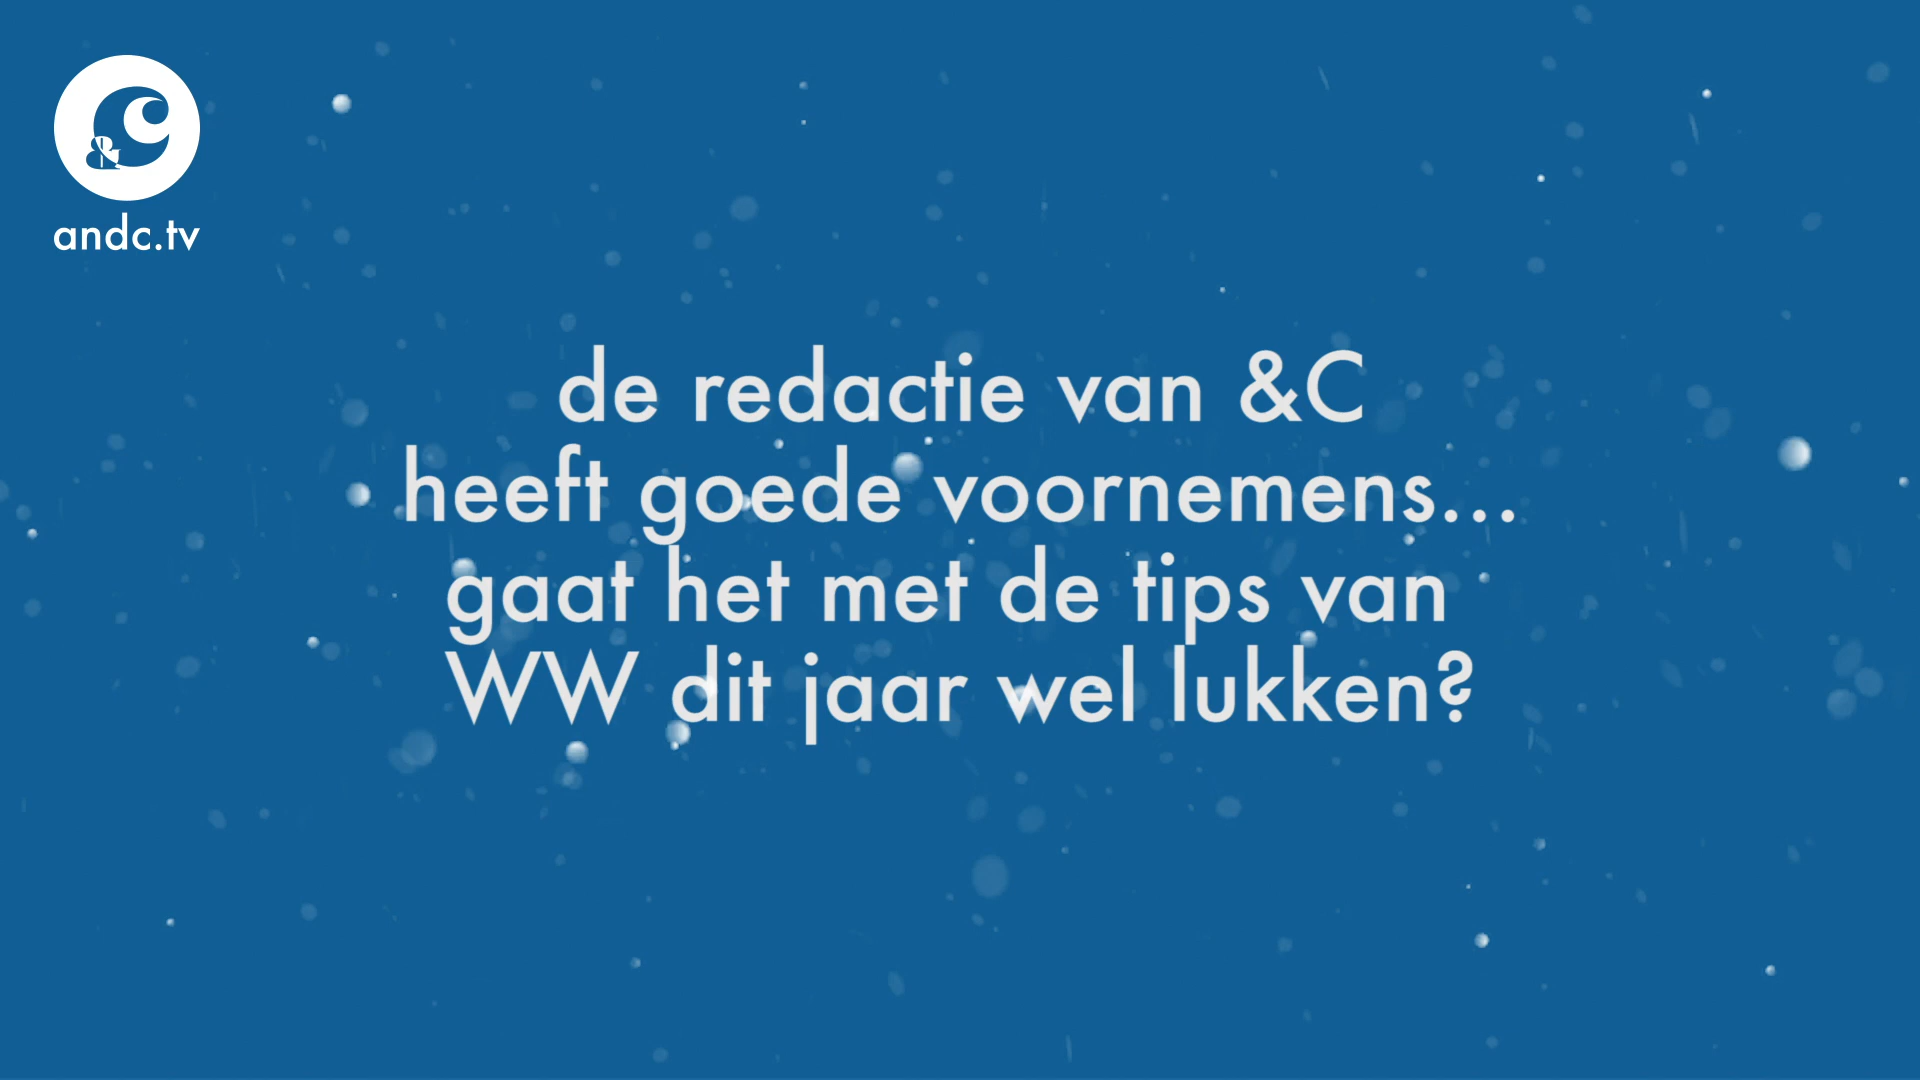 &C
andc.tv
de redactie van &C
heeft goede voornemens...
gaat het met de tips van
WW dit jaar wel lukken?